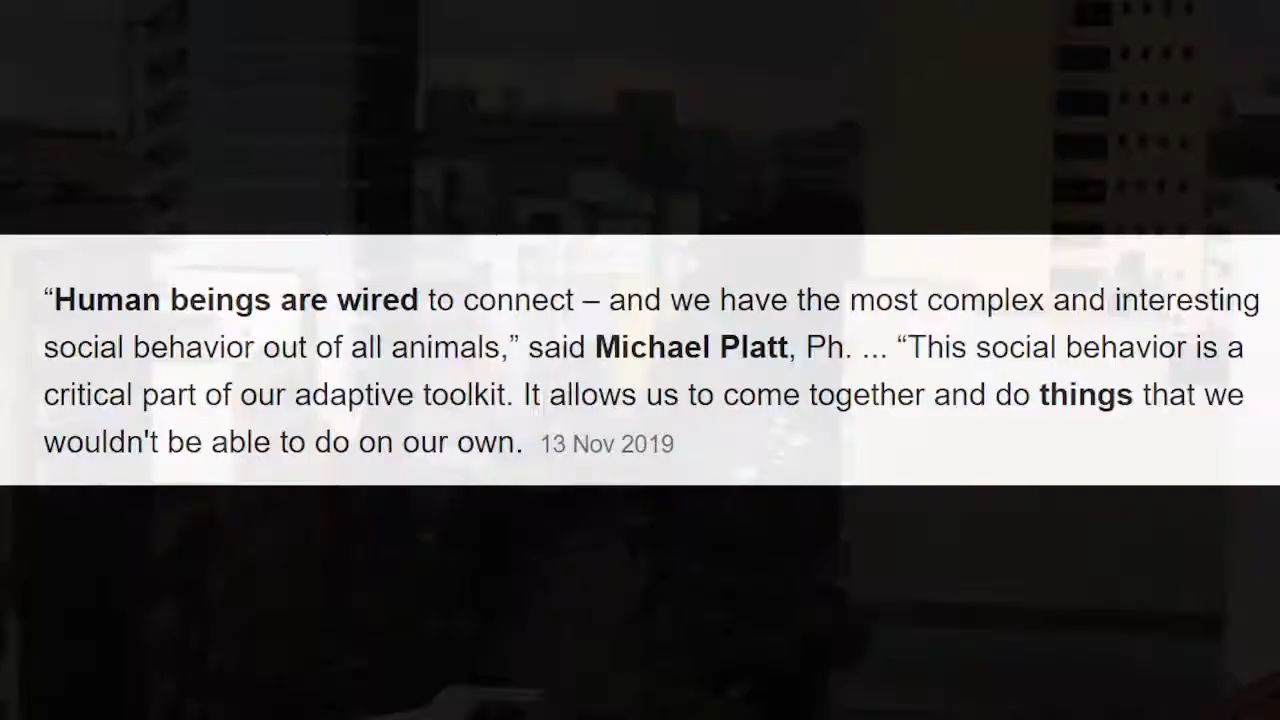 “Human beings are wired to connect – and we have the most complex and interesting
social behavior out of all animals,” said Michael Platt, Ph. ... “This social behavior is a
critical part of our adaptive toolkit. It allows us to come together and do things that we
wouldn't be able to do on our own. 13 Nov 2019